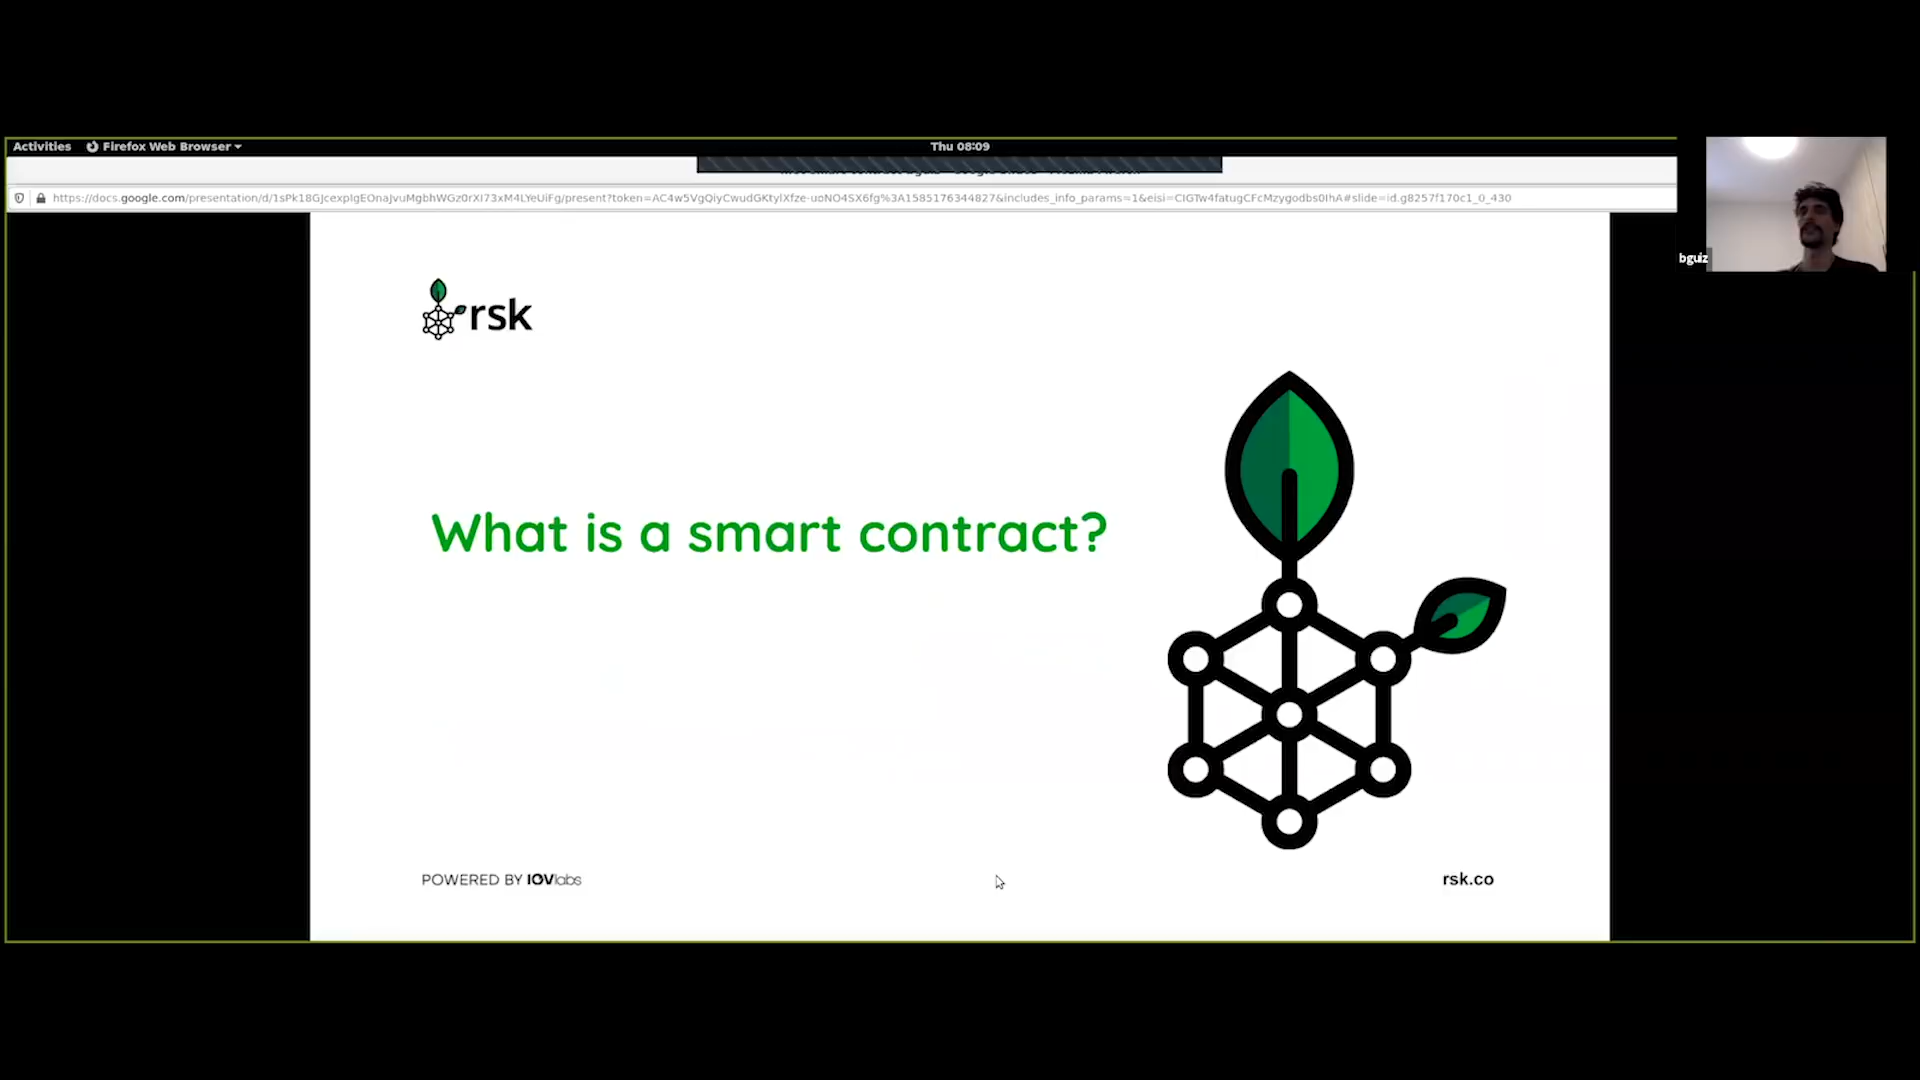 Activities Firefox Web Browser
Thu 08:09
https://docs.google.com/presentation/d/1sPk18GJcexpIgEOnaJvuMgbhWGz0rXI73xM4LYeUiFg/present?token=AC4w5VgQiyCwudGKtylXfze-uoNO4SX6fg%3A1585176344827&includes_info_params=1&eisi=CIGTw4fatugCFcMzygodbs0IhA#slide=id.g8257f170c1_0_430
bguiz
rsk
What is a smart contract?
POWERED BY IOVlabs
rsk.co